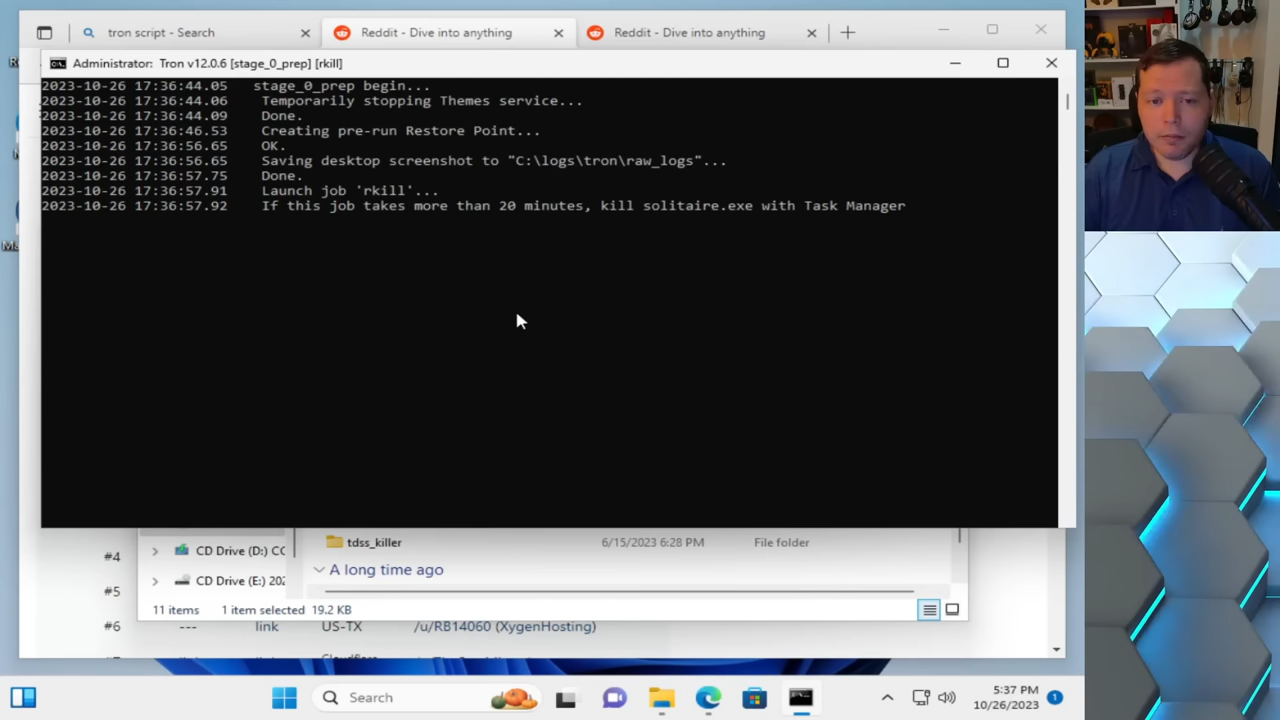 tron script - Search
Reddit - Dive into anything
Reddit - Dive into anything
Administrator: Tron v12.0.6 [stage_0_prep] [rkill]
2023-10-26 17:36:44.05 stage_0_prep begin...
2023-10-26 17:36:44.06 Temporarily stopping Themes service...
2023-10-26 17:36:44.09 Done.
2023-10-26 17:36:46.53 Creating pre-run Restore Point...
2023-10-26 17:36:56.65 OK.
2023-10-26 17:36:56.65 Saving desktop screenshot to "C:\logs\tron\raw_logs"...
2023-10-26 17:36:57.75 Done.
2023-10-26 17:36:57.91 Launch job 'rkill'...
2023-10-26 17:36:57.92 If this job takes more than 20 minutes, kill solitaire.exe with Task Manager
#4
CD Drive (D:) CC
tdss_killer
6/15/2023 6:28 PM
File folder
A long time ago
#5
CD Drive (E:) 202
11 items
1 item selected
19.2 KB
#6
---
link
US-TX
/u/RB14060 (XygenHosting)
Search
5:37 PM
10/26/2023
1